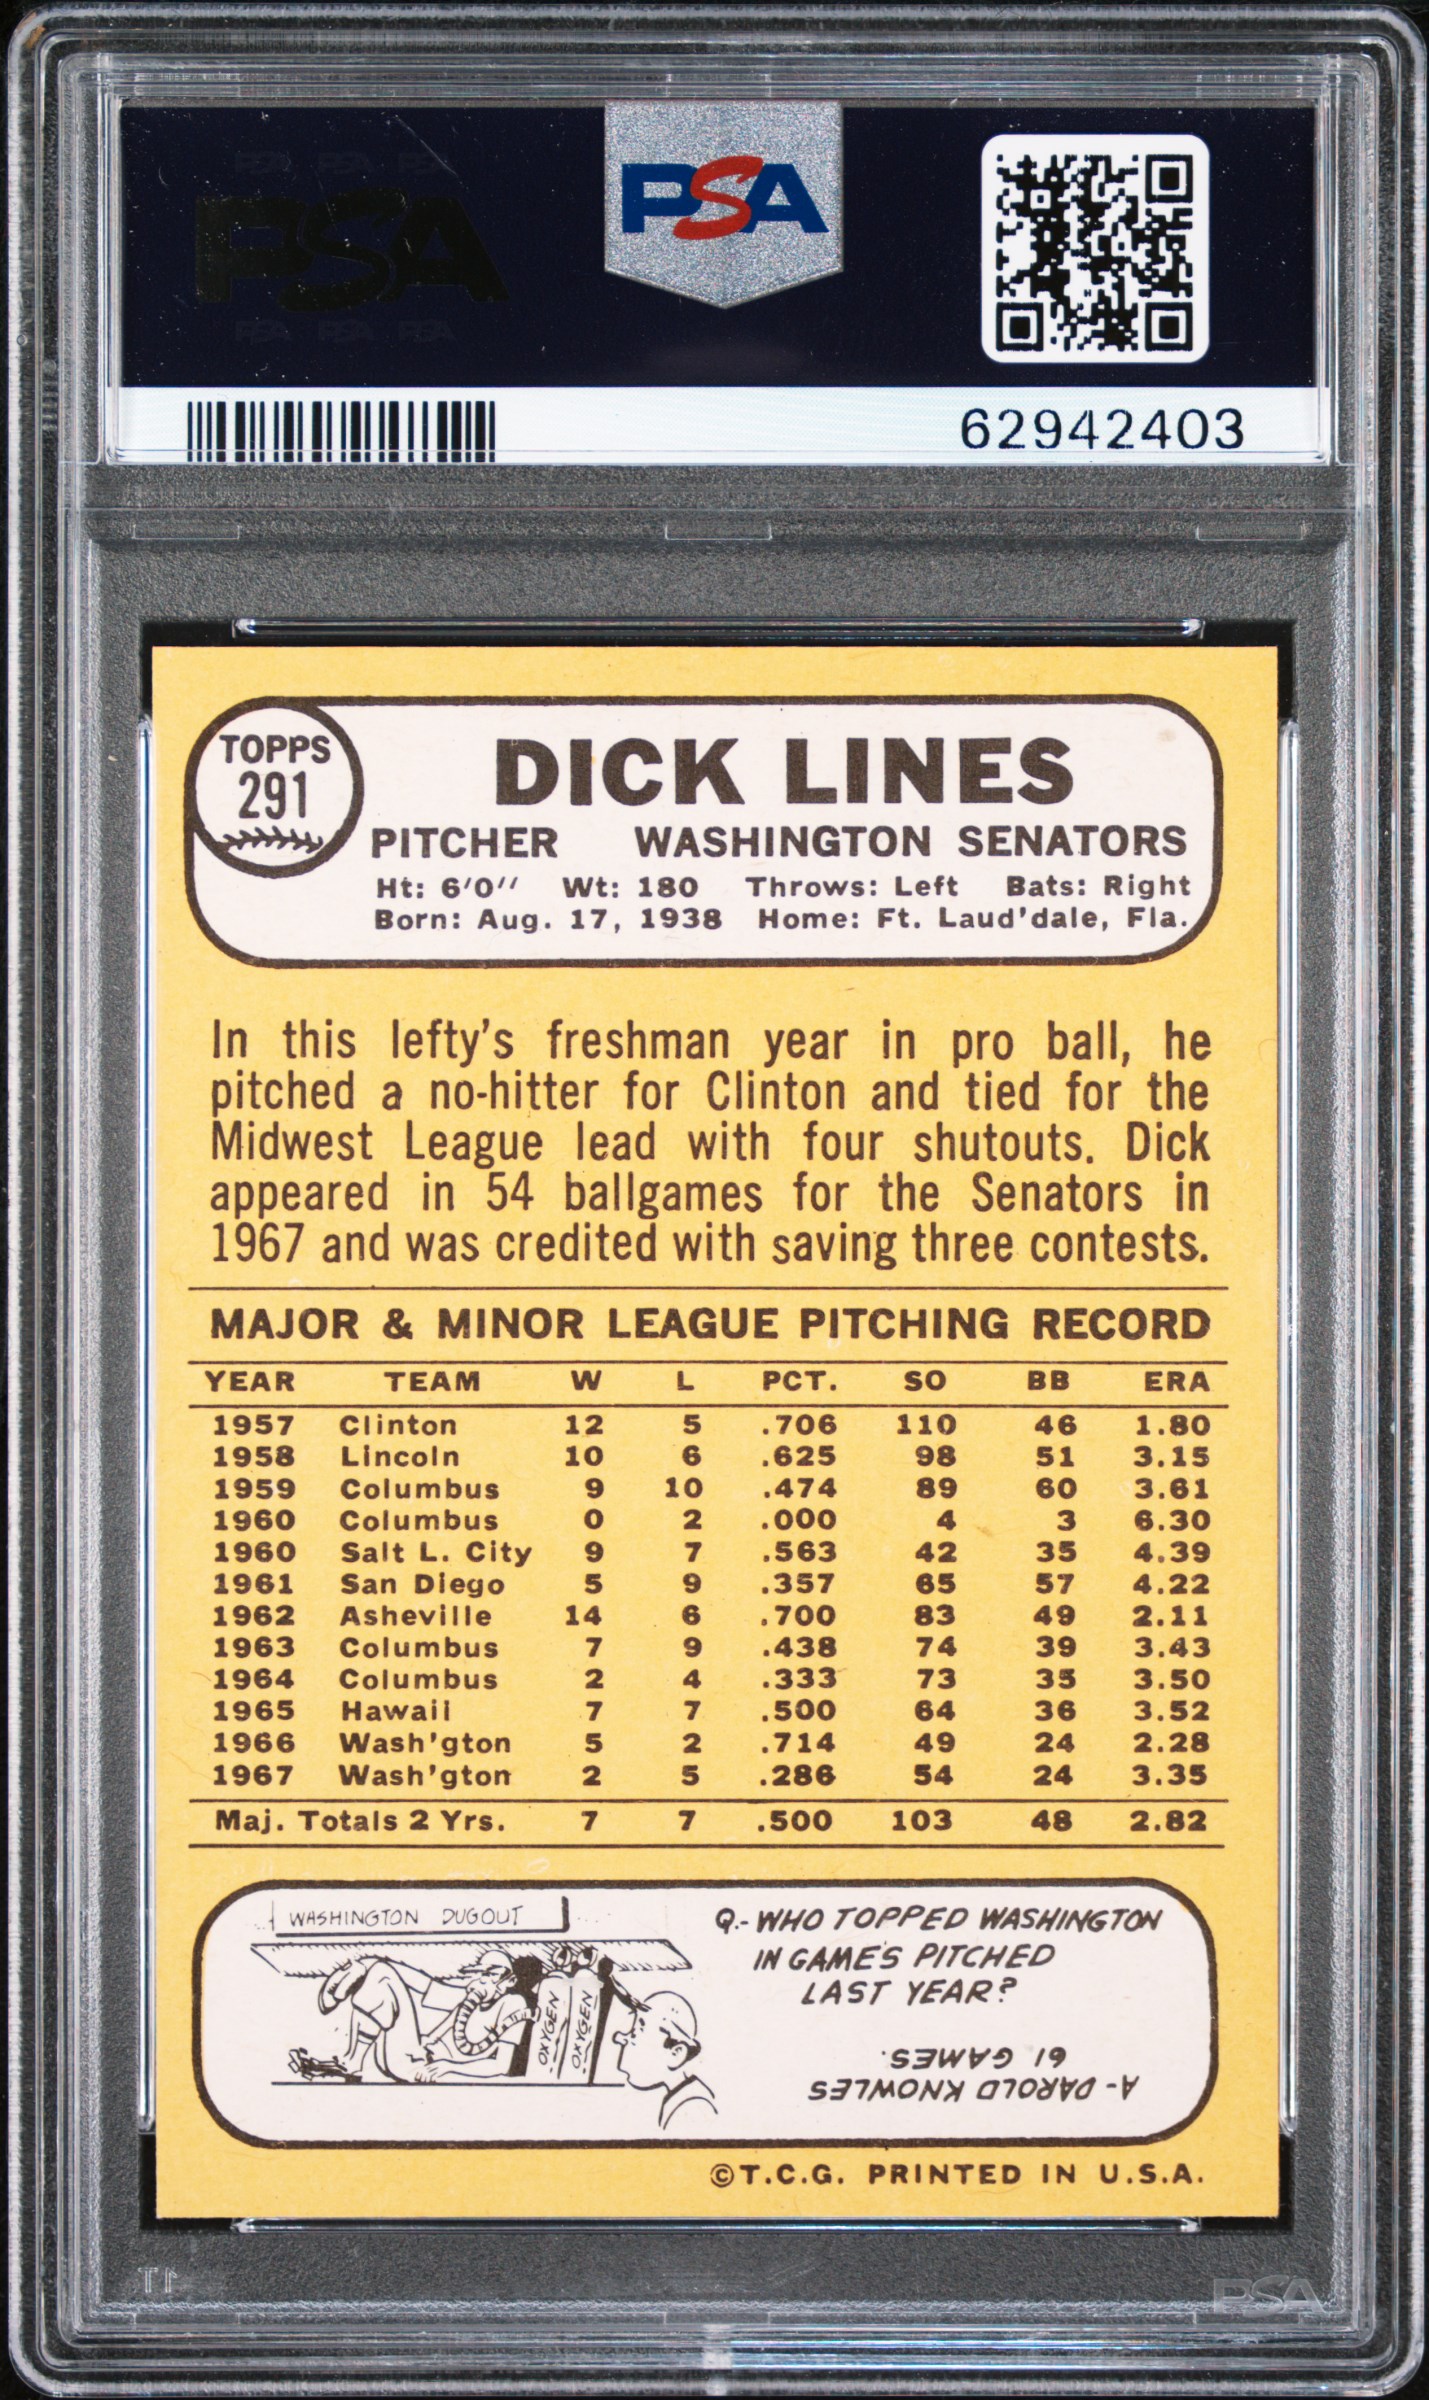 PSA
PSA
62942403
TOPPS
291
DICK LINES
PITCHER WASHINGTON SENATORS
Ht: 6'0" Wt: 180 Throws: Left Bats: Right
Born: Aug. 17, 1938 Home: Ft. Laud'dale, Fla.
In this lefty's freshman year in pro ball, he
pitched a no-hitter for Clinton and tied for the
Midwest League lead with four shutouts. Dick
appeared in 54 ballgames for the Senators in
1967 and was credited with saving three contests.
MAJOR & MINOR LEAGUE PITCHING RECORD
YEAR TEAM W L PCT. SO BB ERA
1957 Clinton 12 5 .706 110 46 1.80
1958 Lincoln 10 6 .625 98 51 3.15
1959 Columbus 9 10 .474 89 60 3.61
1960 Columbus 0 2 .000 4 3 6.30
1960 Salt L. City 9 7 .563 42 35 4.39
1961 San Diego 5 9 .357 65 57 4.22
1962 Asheville 14 6 .700 83 49 2.11
1963 Columbus 7 9 .438 74 39 3.43
1964 Columbus 2 4 .333 73 35 3.50
1965 Hawaii 7 7 .500 64 36 3.52
1966 Wash'gton 5 2 .714 49 24 2.28
1967 Wash'gton 2 5 .286 54 24 3.35
Maj. Totals 2 Yrs. 7 7 .500 103 48 2.82
WASHINGTON DUGOUT
OXYGEN
OXYGEN
Q.- WHO TOPPED WASHINGTON
IN GAMES PITCHED
LAST YEAR?
A- DAROLD KNOWLES
61 GAMES.
©T.C.G. PRINTED IN U.S.A.
PSA